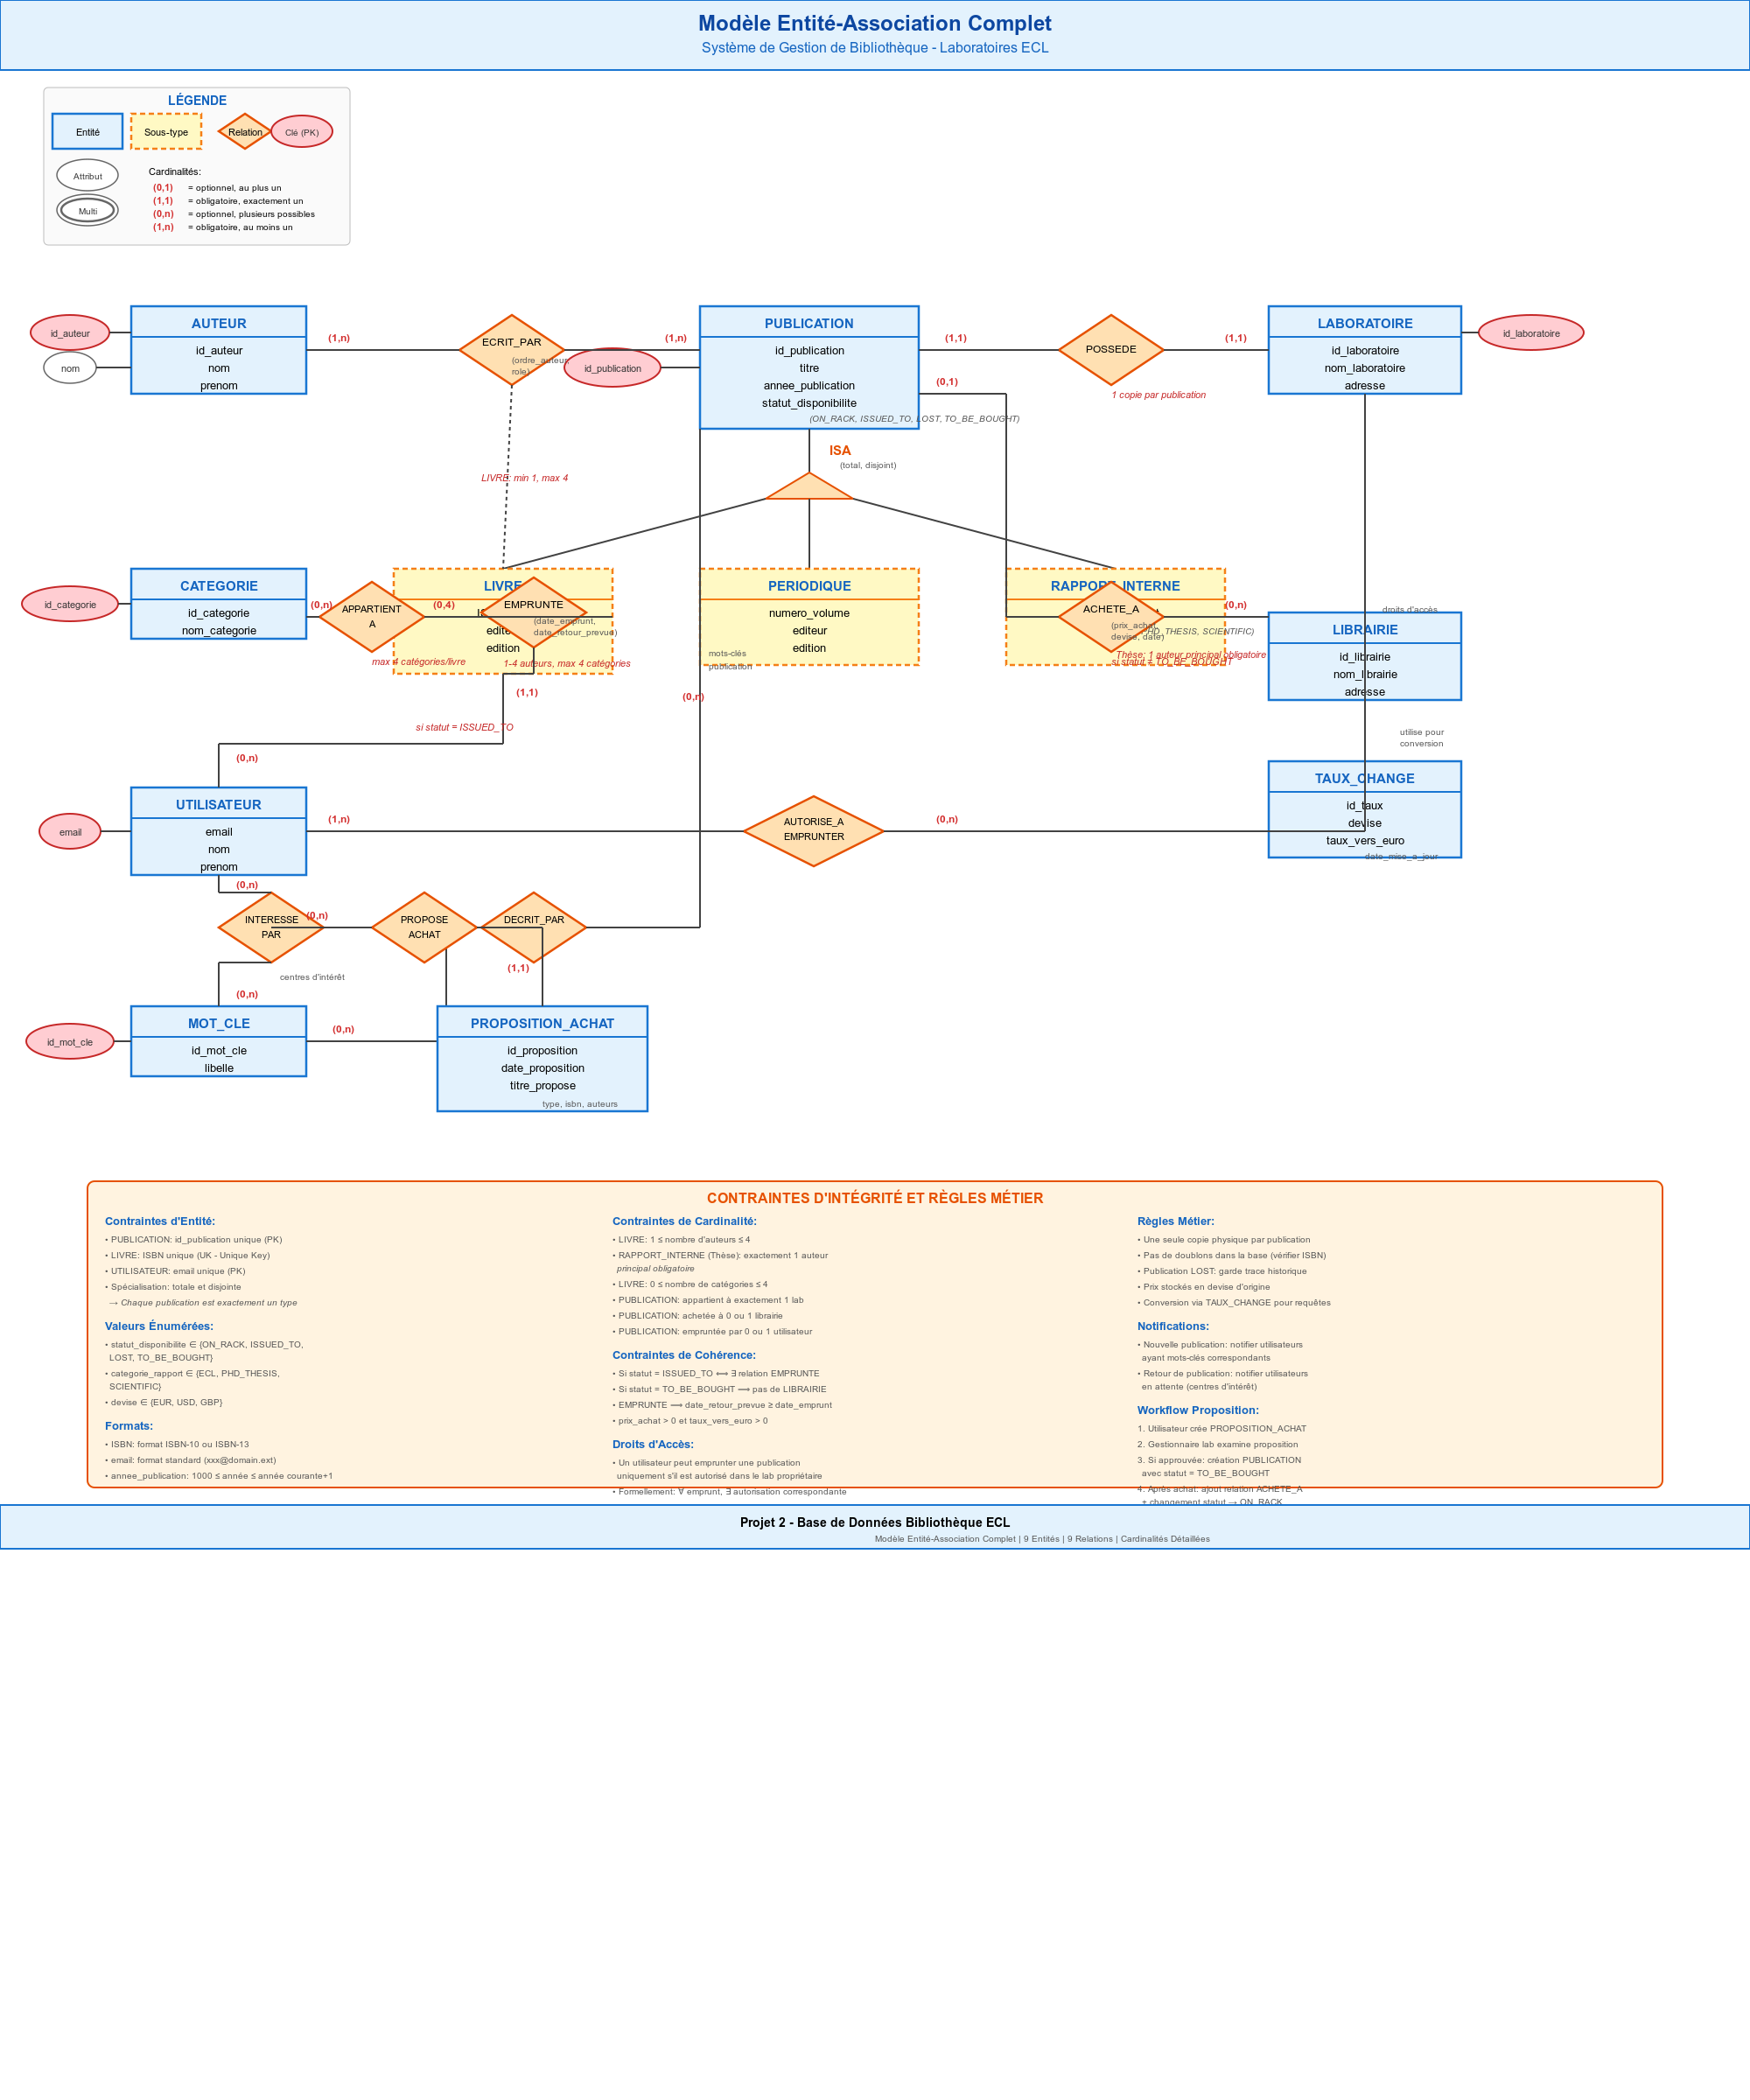 Modèle Entité-Association Complet
Système de Gestion de Bibliothèque - Laboratoires ECL
LÉGENDE
Entité
Sous-type
Relation
Clé (PK)
Attribut
Multi
Cardinalités:
(0,1) = optionnel, au plus un
(1,1) = obligatoire, exactement un
(0,n) = optionnel, plusieurs possibles
(1,n) = obligatoire, au moins un
id_auteur
nom
AUTEUR
id_auteur
nom
prenom
(1,n)
ECRIT_PAR
(ordre_auteur,
role)
(1,n)
id_publication
PUBLICATION
id_publication
titre
annee_publication
statut_disponibilite
(ON_RACK, ISSUED_TO, LOST, TO_BE_BOUGHT)
(1,1)
(0,1)
POSSEDE
1 copie par publication
(1,1)
LABORATOIRE
id_laboratoire
nom_laboratoire
adresse
id_laboratoire
ISA
(total, disjoint)
LIVRE: min 1, max 4
id_categorie
CATEGORIE
id_categorie
nom_categorie
(0,n)
APPARTIENT
A
(0,4)
max 4 catégories/livre
LIVRE
edition
EMPRUNTE
(date_emprunt,
date_retour_prevue)
1-4 auteurs, max 4 catégories
(1,1)
si statut = ISSUED_TO
(0,n)
PERIODIQUE
numero_volume
editeur
edition
mots-clés
publication
(0,n)
RAPPORT_INTERNE
ACHETE_A
(prix_achat,
devise, date)
PHD_THESIS, SCIENTIFIC)
Thèse: 1 auteur principal obligatoire
si statut ≠ TO_BE_BOUGHT
(0,n)
droits d'accès
LIBRAIRIE
id_librairie
nom_librairie
adresse
utilise pour
conversion
TAUX_CHANGE
id_taux
devise
taux_vers_euro
date_mise_a_jour
email
UTILISATEUR
email
nom
prenom
(1,n)
AUTORISE_A
EMPRUNTER
(0,n)
(0,n)
INTERESSE
PAR
(0,n)
PROPOSE
ACHAT
DECRIT_PAR
(1,1)
centres d'intérêt
(0,n)
id_mot_cle
MOT_CLE
id_mot_cle
libelle
(0,n)
PROPOSITION_ACHAT
id_proposition
date_proposition
titre_propose
type, isbn, auteurs
CONTRAINTES D'INTÉGRITÉ ET RÈGLES MÉTIER
Contraintes d'Entité:
• PUBLICATION: id_publication unique (PK)
• LIVRE: ISBN unique (UK - Unique Key)
• UTILISATEUR: email unique (PK)
• Spécialisation: totale et disjointe
→ Chaque publication est exactement un type
Valeurs Énumérées:
• statut_disponibilite ∈ {ON_RACK, ISSUED_TO,
LOST, TO_BE_BOUGHT}
• categorie_rapport ∈ {ECL, PHD_THESIS,
SCIENTIFIC}
• devise ∈ {EUR, USD, GBP}
Formats:
• ISBN: format ISBN-10 ou ISBN-13
• email: format standard (xxx@domain.ext)
• annee_publication: 1000 ≤ année ≤ année courante+1
Contraintes de Cardinalité:
• LIVRE: 1 ≤ nombre d'auteurs ≤ 4
• RAPPORT_INTERNE (Thèse): exactement 1 auteur
principal obligatoire
• LIVRE: 0 ≤ nombre de catégories ≤ 4
• PUBLICATION: appartient à exactement 1 lab
• PUBLICATION: achetée à 0 ou 1 librairie
• PUBLICATION: empruntée par 0 ou 1 utilisateur
Contraintes de Cohérence:
• Si statut = ISSUED_TO ⟺ ∃ relation EMPRUNTE
• Si statut = TO_BE_BOUGHT ⟹ pas de LIBRAIRIE
• EMPRUNTE ⟹ date_retour_prevue ≥ date_emprunt
• prix_achat > 0 et taux_vers_euro > 0
Droits d'Accès:
• Un utilisateur peut emprunter une publication
uniquement s'il est autorisé dans le lab propriétaire
• Formellement: ∀ emprunt, ∃ autorisation correspondante
Règles Métier:
• Une seule copie physique par publication
• Pas de doublons dans la base (vérifier ISBN)
• Publication LOST: garde trace historique
• Prix stockés en devise d'origine
• Conversion via TAUX_CHANGE pour requêtes
Notifications:
• Nouvelle publication: notifier utilisateurs
ayant mots-clés correspondants
• Retour de publication: notifier utilisateurs
en attente (centres d'intérêt)
Workflow Proposition:
1. Utilisateur crée PROPOSITION_ACHAT
2. Gestionnaire lab examine proposition
3. Si approuvée: création PUBLICATION
avec statut = TO_BE_BOUGHT
4. Après achat: ajout relation ACHETE_A
+ changement statut → ON_RACK
Projet 2 - Base de Données Bibliothèque ECL
Modèle Entité-Association Complet | 9 Entités | 9 Relations | Cardinalités Détaillées